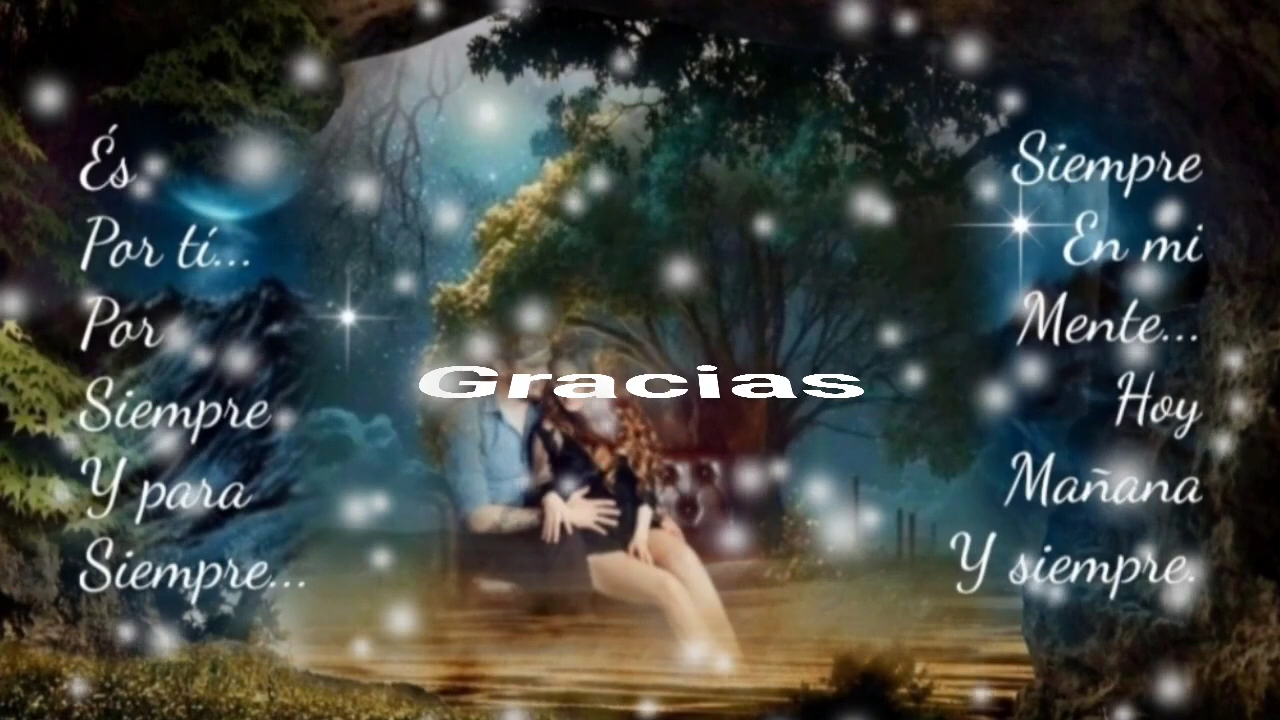 És
Por tí...
Por
Siempre
Y para
Siempre...
Gracias
Siempre
En mi
Mente...
Hoy
Mañana
Y siempre.